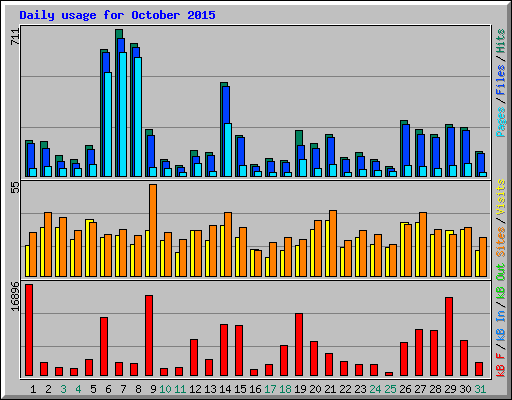 Daily usage for October 2015
711
55
16896
Pages / Files / Hits
Sites / Visits
kB F / kB In / kB Out
1 2 3 4 5 6 7 8 9 10 11 12 13 14 15 16 17 18 19 20 21 22 23 24 25 26 27 28 29 30 31